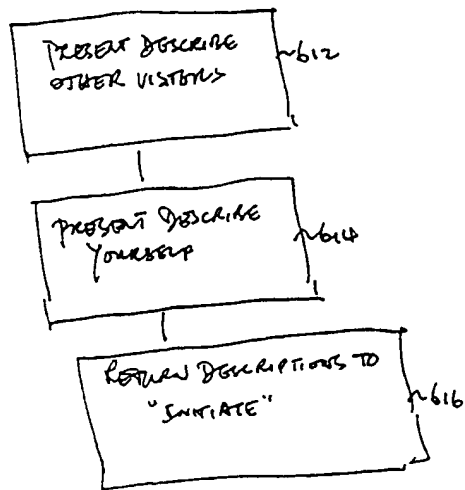 PRESENT DESCRIBE
OTHER VISITORS
~612
PRESENT DESCRIBE
YOURSELF
~614
RETURN DESCRIPTIONS TO
"INITIATE"
~616